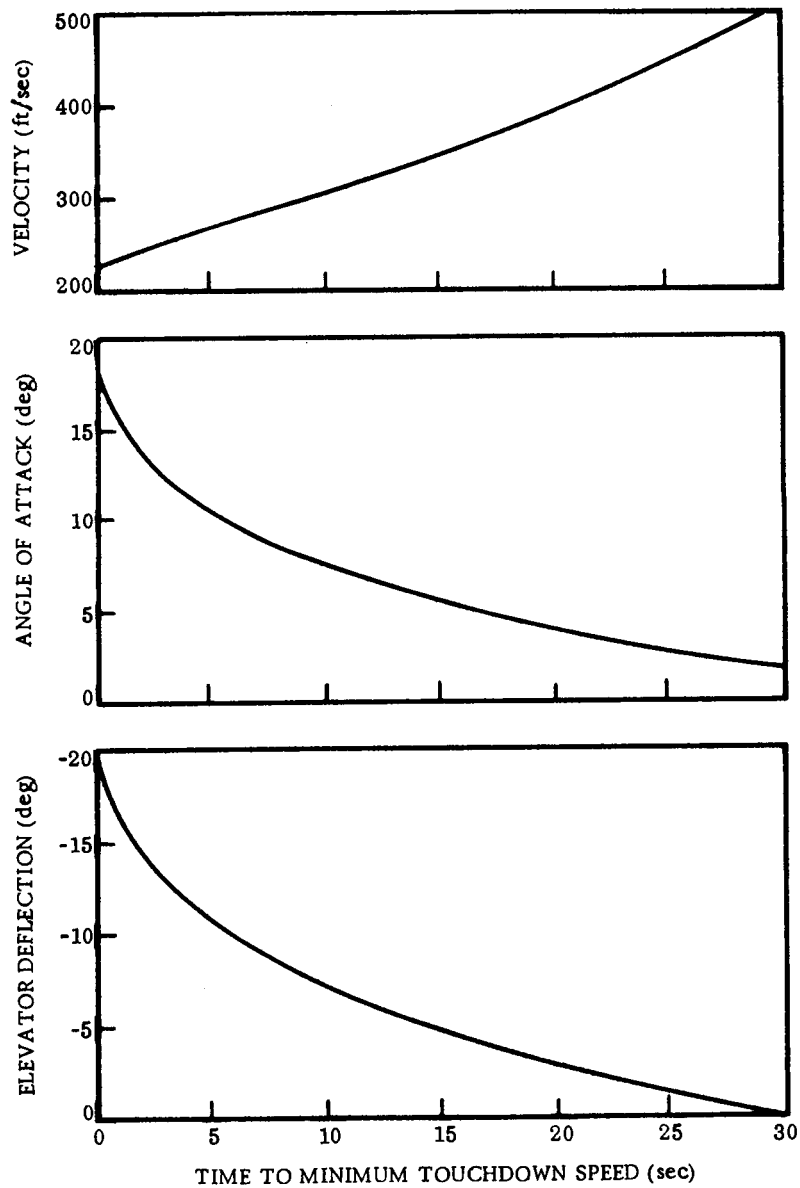 VELOCITY (ft/sec)
500
400
300
200
ANGLE OF ATTACK (deg)
20
15
10
5
0
ELEVATOR DEFLECTION (deg)
-20
-15
-10
-5
0
0 5 10 15 20 25 30
TIME TO MINIMUM TOUCHDOWN SPEED (sec)